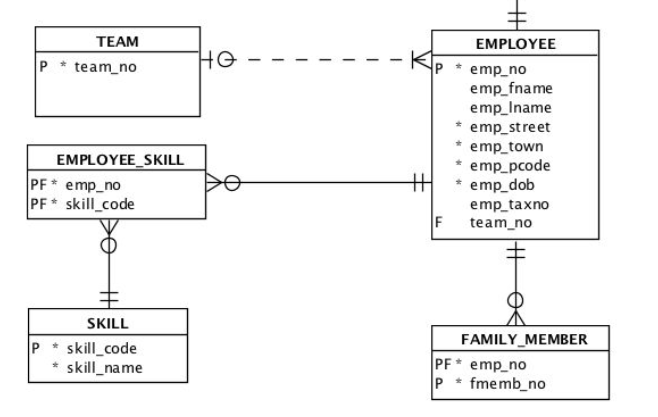 TEAM
P * team_no
EMPLOYEE
P * emp_no
emp_fname
emp_lname
* emp_street
* emp_town
* emp_pcode
* emp_dob
emp_taxno
F team_no
EMPLOYEE_SKILL
PF * emp_no
PF * skill_code
SKILL
P * skill_code
* skill_name
FAMILY_MEMBER
PF * emp_no
P * fmemb_no